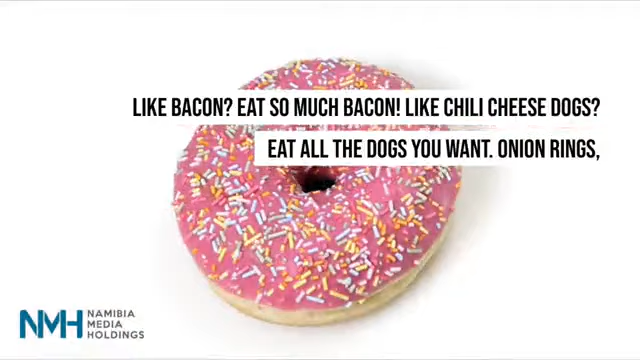 LIKE BACON? EAT SO MUCH BACON! LIKE CHILI CHEESE DOGS?
EAT ALL THE DOGS YOU WANT. ONION RINGS,
NMH NAMIBIA
MEDIA
HOLDINGS